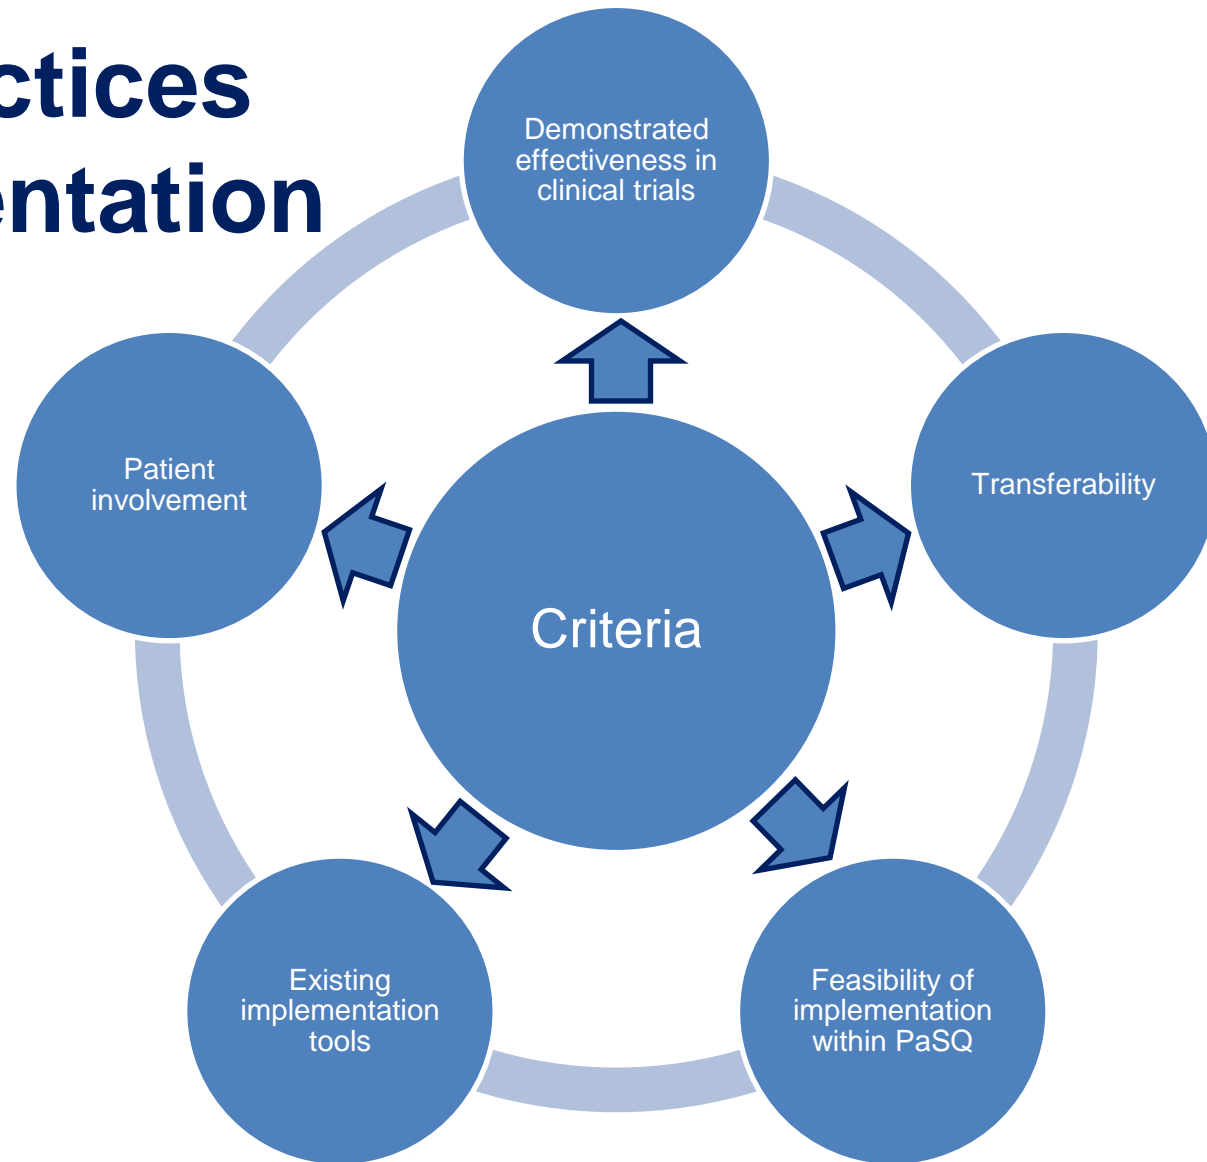 ctices
entation
Demonstrated
effectiveness in
clinical trials
Patient
involvement
Transferability
Criteria
Existing
implementation
tools
Feasibility of
implementation
within PaSQ